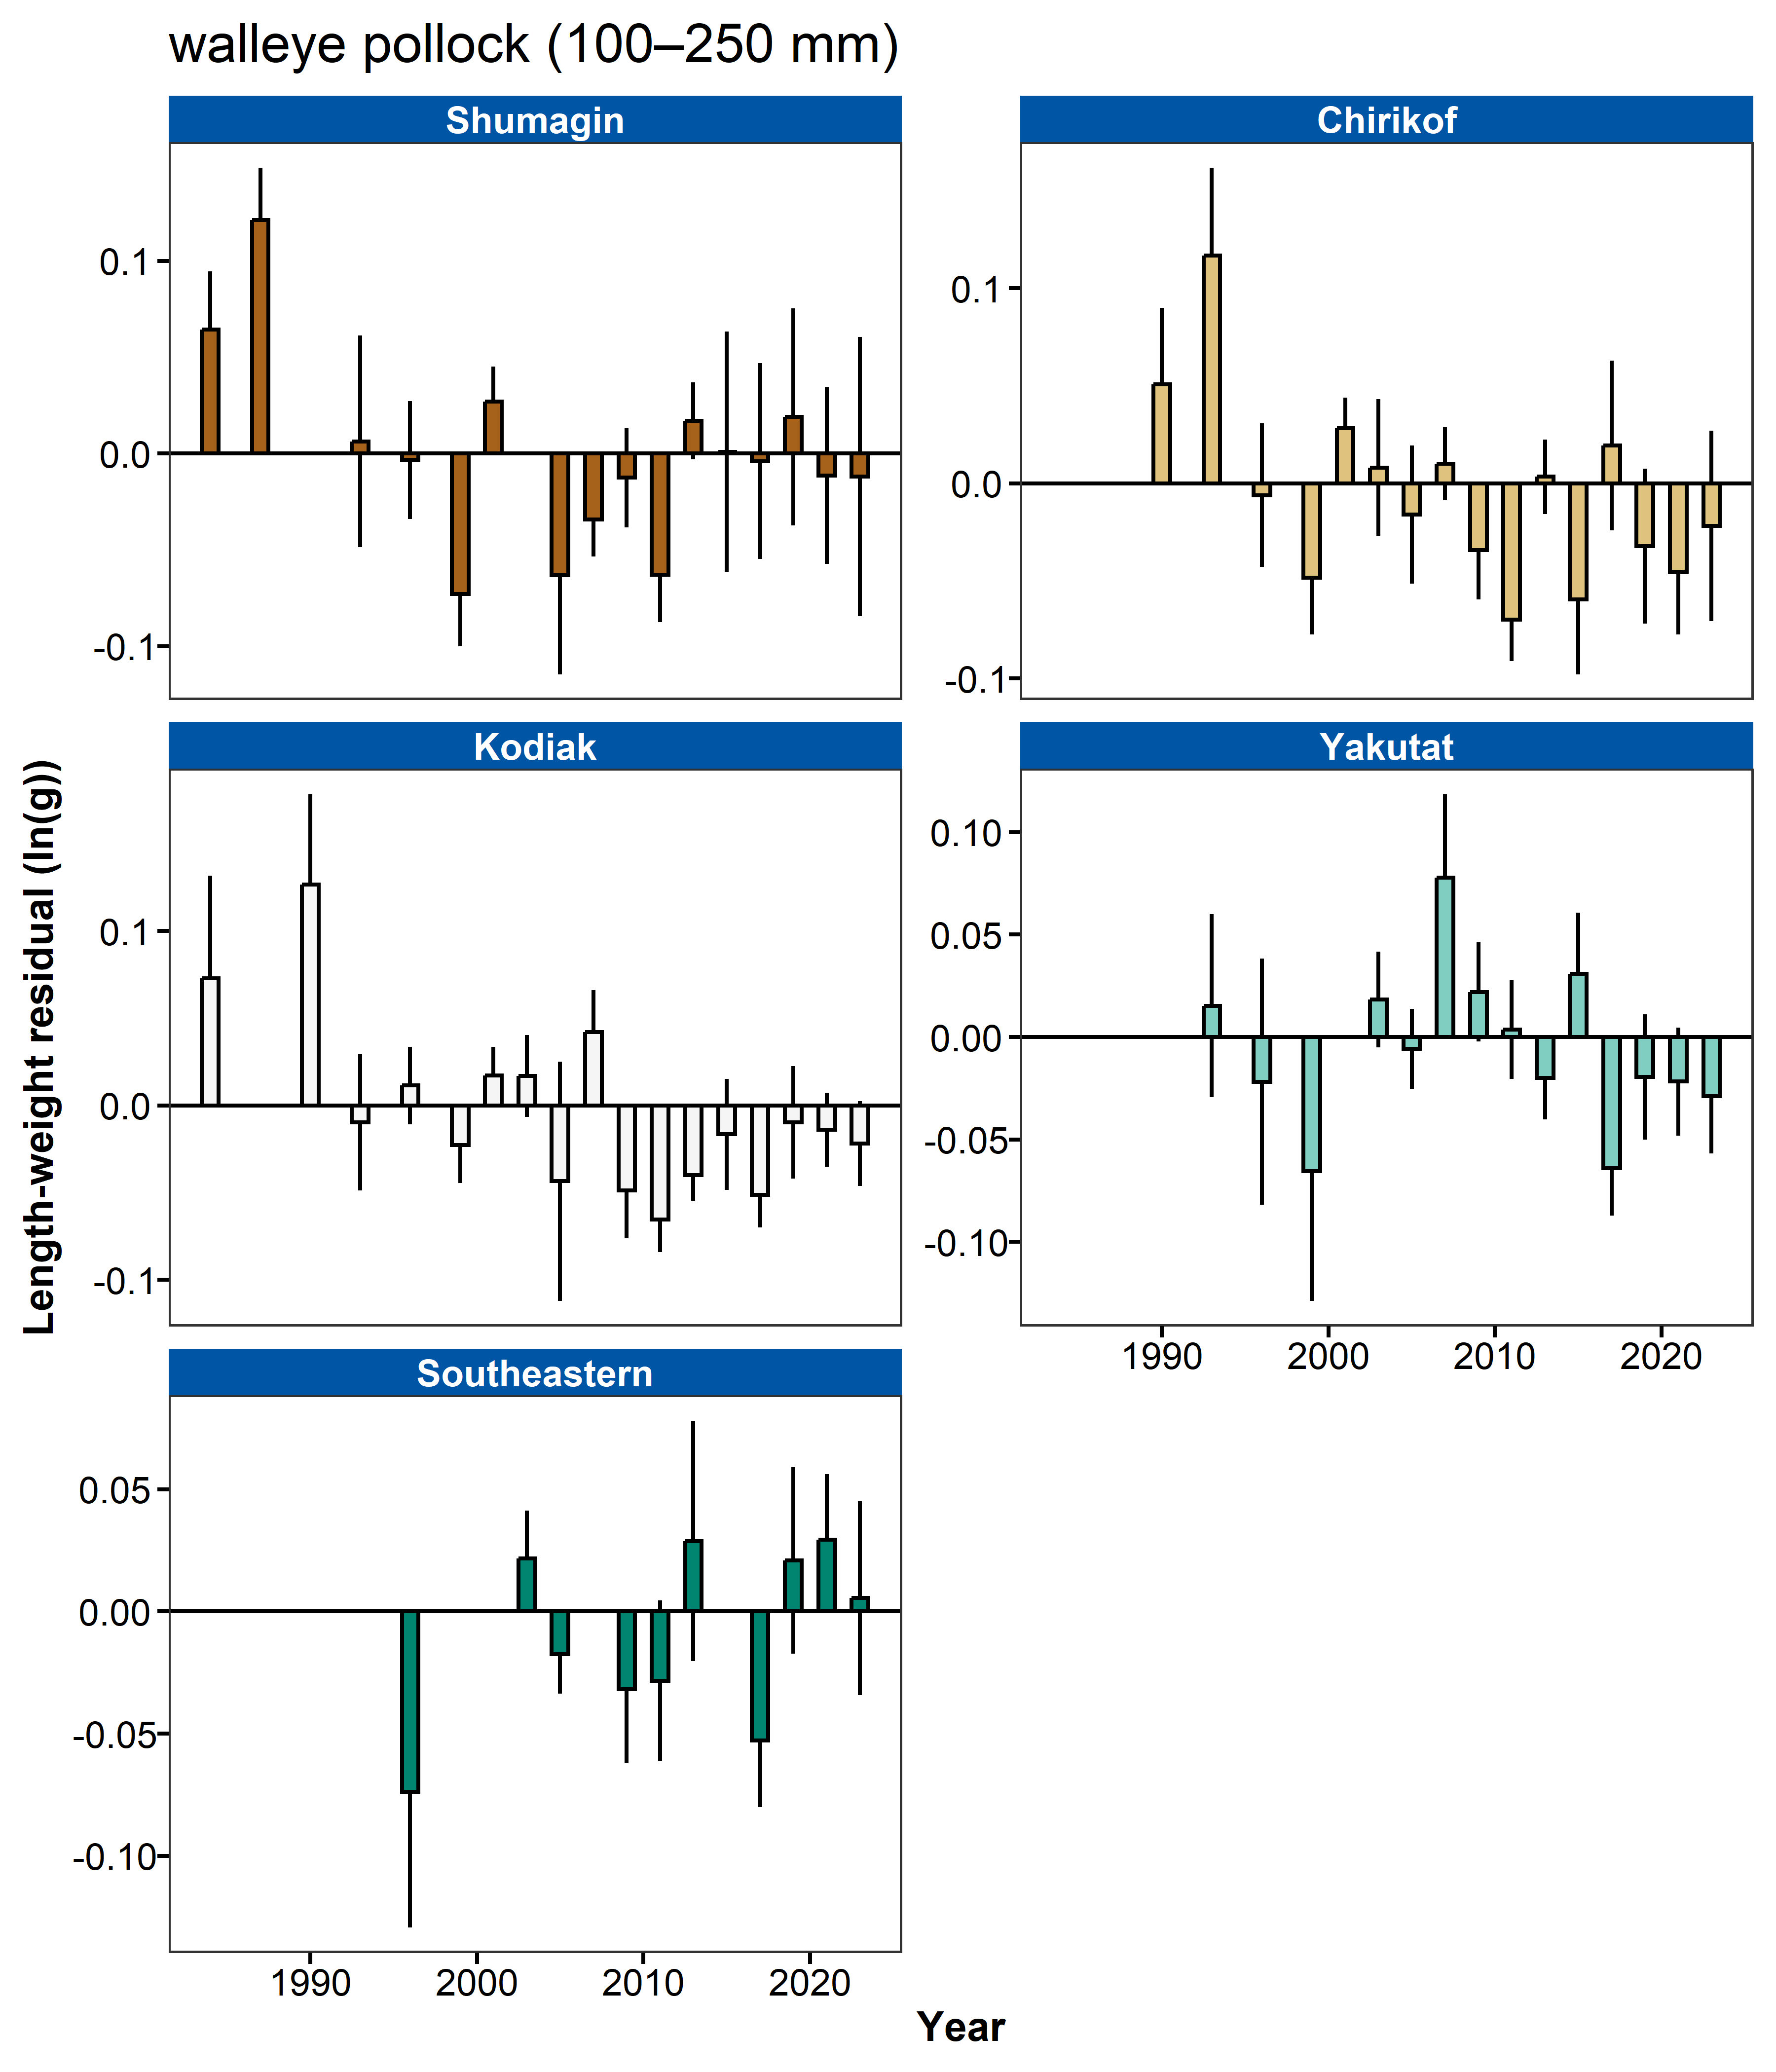 walleye pollock (100–250 mm)
Shumagin
0.1
0.0
-0.1
Chirikof
0.1
0.0
-0.1
Length-weight residual (ln(g))
Kodiak
0.1
0.0
-0.1
Yakutat
0.10
0.05
0.00
-0.05
-0.10
1990 2000 2010 2020
Southeastern
0.05
0.00
-0.05
-0.10
1990 2000 2010 2020
Year